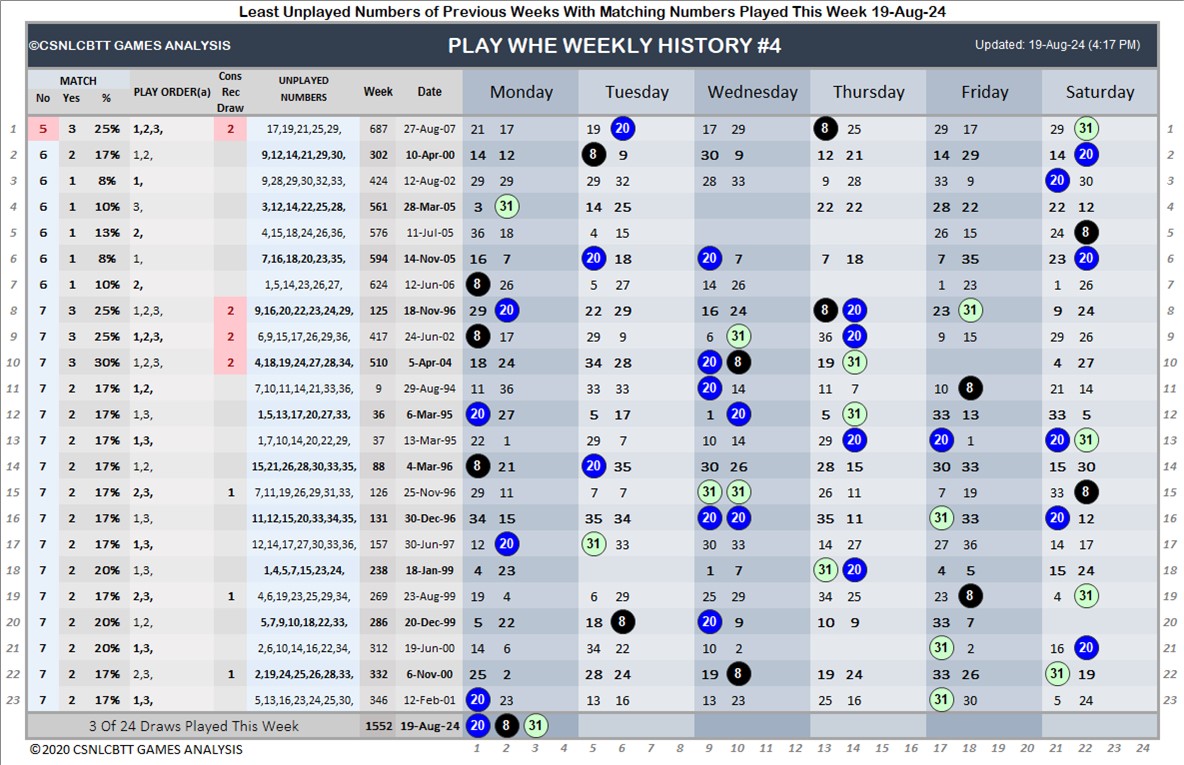 Least Unplayed Numbers of Previous Weeks With Matching Numbers Played This Week 19-Aug-24
©CSNLCBTT GAMES ANALYSIS PLAY WHE WEEKLY HISTORY #4 Updated: 19-Aug-24 (4:17 PM)
MATCH PLAY ORDER(a) Cons Rec Draw UNPLAYED NUMBERS Week Date Monday Tuesday Wednesday Thursday Friday Saturday
No Yes %
1 5 3 25% 1,2,3, 2 17,19,21,25,29, 687 27-Aug-07 21 17 19 20 17 29 8 25 29 17 29 31 1
2 6 2 17% 1,2, 9,12,14,21,29,30, 302 10-Apr-00 14 12 8 9 30 9 12 21 14 29 14 20 2
3 6 1 8% 1, 9,28,29,30,32,33, 424 12-Aug-02 29 29 29 32 28 33 9 28 33 9 20 30 3
4 6 1 10% 3, 3,12,14,22,25,28, 561 28-Mar-05 3 31 14 25 22 22 28 22 22 12 4
5 6 1 13% 2, 4,15,18,24,26,36, 576 11-Jul-05 36 18 4 15 26 15 24 8 5
6 6 1 8% 1, 7,16,18,20,23,35, 594 14-Nov-05 16 7 20 18 20 7 7 18 7 35 23 20 6
7 6 1 10% 2, 1,5,14,23,26,27, 624 12-Jun-06 8 26 5 27 14 26 1 23 1 26 7
8 7 3 25% 1,2,3, 2 9,16,20,22,23,24,29, 125 18-Nov-96 29 20 22 29 16 24 8 20 23 31 9 24 8
9 7 3 25% 1,2,3, 2 6,9,15,17,26,29,36, 417 24-Jun-02 8 17 29 9 6 31 36 20 9 15 29 26 9
10 7 3 30% 1,2,3, 2 4,18,19,24,27,28,34, 510 5-Apr-04 18 24 34 28 20 8 19 31 4 27 10
11 7 2 17% 1,2, 7,10,11,14,21,33,36, 9 29-Aug-94 11 36 33 33 20 14 11 7 10 8 21 14 11
12 7 2 17% 1,3, 1,5,13,17,20,27,33, 36 6-Mar-95 20 27 5 17 1 20 5 31 33 13 33 5 12
13 7 2 17% 1,3, 1,7,10,14,20,22,29, 37 13-Mar-95 22 1 29 7 10 14 29 20 20 1 20 31 13
14 7 2 17% 1,2, 15,21,26,28,30,33,35, 88 4-Mar-96 8 21 20 35 30 26 28 15 30 33 15 30 14
15 7 2 17% 2,3, 1 7,11,19,26,29,31,33, 126 25-Nov-96 29 11 7 7 31 31 26 11 7 19 33 8 15
16 7 2 17% 1,3, 11,12,15,20,33,34,35, 131 30-Dec-96 34 15 35 34 20 20 35 11 31 33 20 12 16
17 7 2 17% 1,3, 12,14,17,27,30,33,36, 157 30-Jun-97 12 20 31 33 30 33 14 27 27 36 14 17 17
18 7 2 20% 1,3, 1,4,5,7,15,23,24, 238 18-Jan-99 4 23 1 7 31 20 4 5 15 24 18
19 7 2 17% 2,3, 1 4,6,19,23,25,29,34, 269 23-Aug-99 19 4 6 29 25 29 34 25 23 8 4 31 19
20 7 2 20% 1,2, 5,7,9,10,18,22,33, 286 20-Dec-99 5 22 18 8 20 9 10 9 33 7 20
21 7 2 20% 1,3, 2,6,10,14,16,22,34, 312 19-Jun-00 14 6 34 22 10 2 31 2 16 20 21
22 7 2 17% 2,3, 1 2,19,24,25,26,28,33, 332 6-Nov-00 25 2 28 24 19 8 19 24 33 26 31 19 22
23 7 2 17% 1,3, 5,13,16,23,24,25,30, 346 12-Feb-01 20 23 13 16 13 23 25 16 31 30 5 24 23
3 Of 24 Draws Played This Week 1552 19-Aug-24 20 8 31
©2020 CSNLCBTT GAMES ANALYSIS 1 2 3 4 5 6 7 8 9 10 11 12 13 14 15 16 17 18 19 20 21 22 23 24